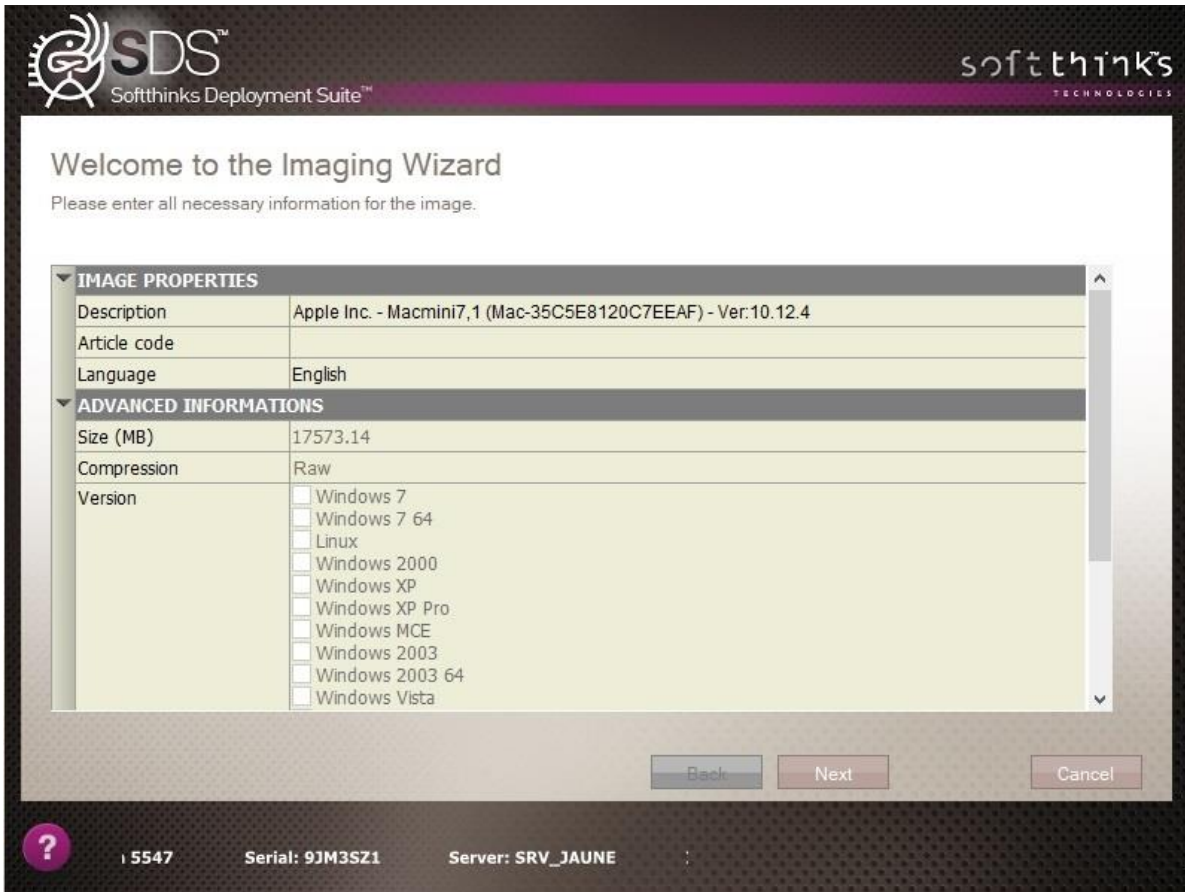 SDS™
Softthinks Deployment Suite™
softthinks™
TECHNOLOGIES
Welcome to the Imaging Wizard
Please enter all necessary information for the image.
IMAGE PROPERTIES
Description Apple Inc. - Macmini7,1 (Mac-35C5E8120C7EEAF) - Ver:10.12.4
Article code
Language English
ADVANCED INFORMATIONS
Size (MB) 17573.14
Compression Raw
Version Windows 7
Windows 7 64
Linux
Windows 2000
Windows XP
Windows XP Pro
Windows MCE
Windows 2003
Windows 2003 64
Windows Vista
Back Next Cancel
? 5547 Serial: 9JM3SZ1 Server: SRV_JAUNE :